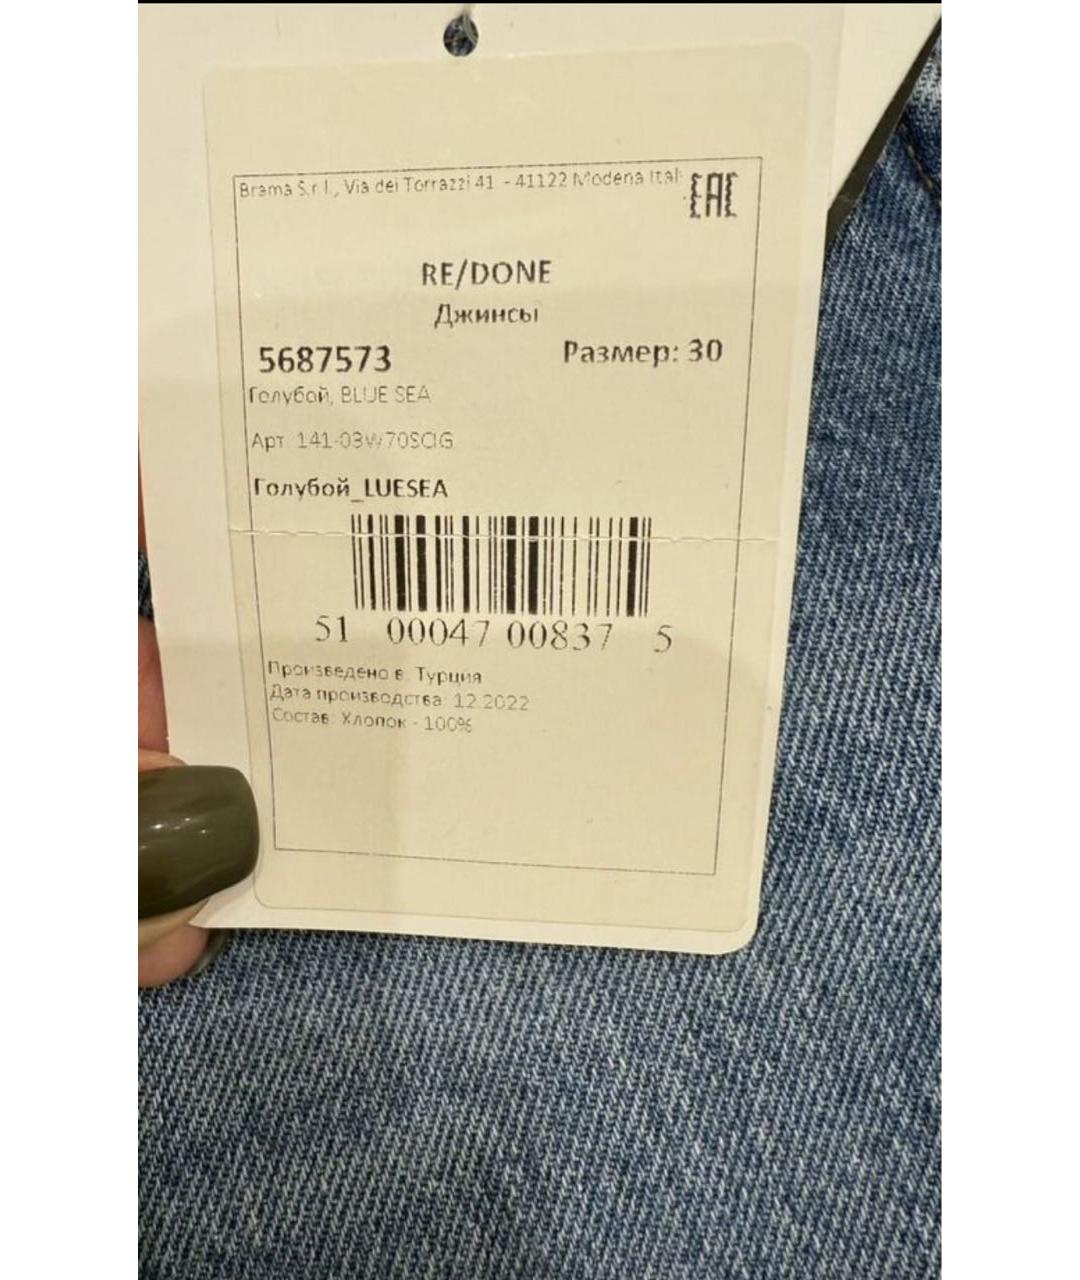 Brama S.r.l., Via dei Torrazzi 41 - 41122 Modena Ital
EAC
RE/DONE
Джинсы
5687573
Размер: 30
Голубой, BLUE SEA
Арт 141-03W70SCIG
Голубой_LUESEA
51 00047 00837 5
Произведено в: Турция
Дата производства: 12.2022
Состав: Хлопок - 100%